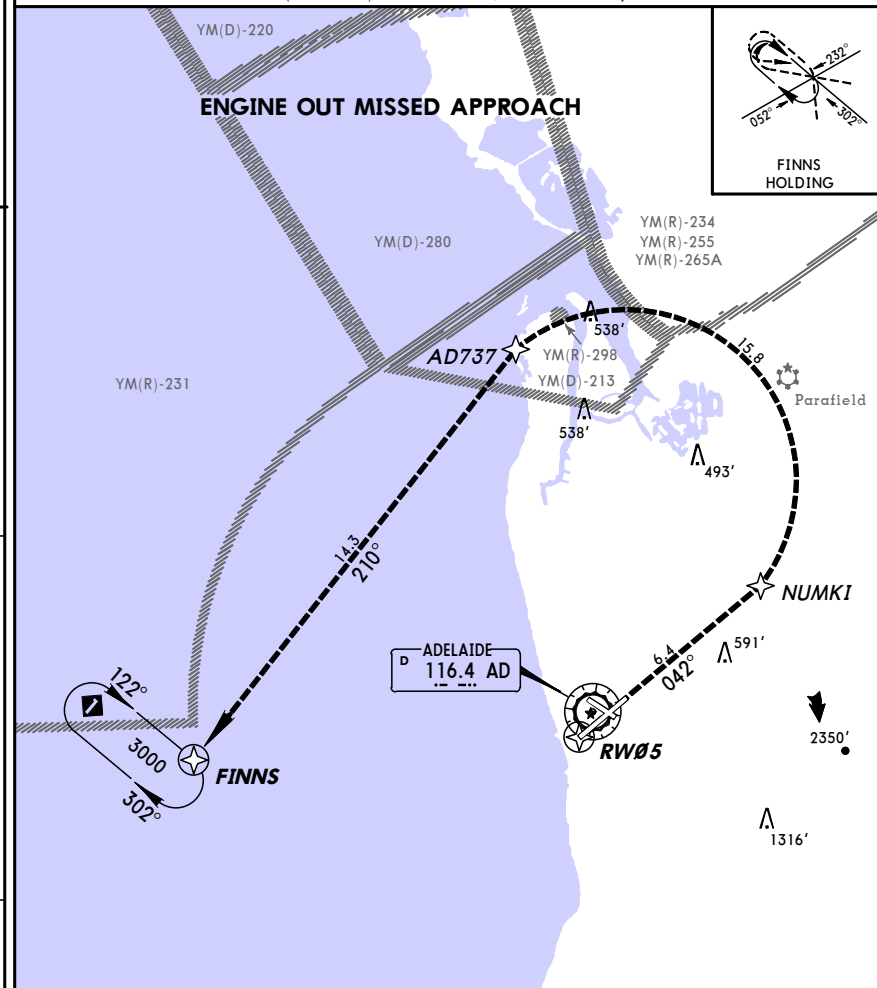 YM(D)-220
ENGINE OUT MISSED APPROACH
232°
052°
302°
FINNS
HOLDING
YM(D)-280
YM(R)-234
YM(R)-255
YM(R)-265A
538'
AD737
YM(R)-298
15.8
YM(R)-231
YM(D)-213
Parafield
538'
493'
14.3
210°
NUMKI
591'
6.4
042°
ADELAIDE
D 116.4 AD
122°
3000
302°
FINNS
RWØ5
2350'
1316'